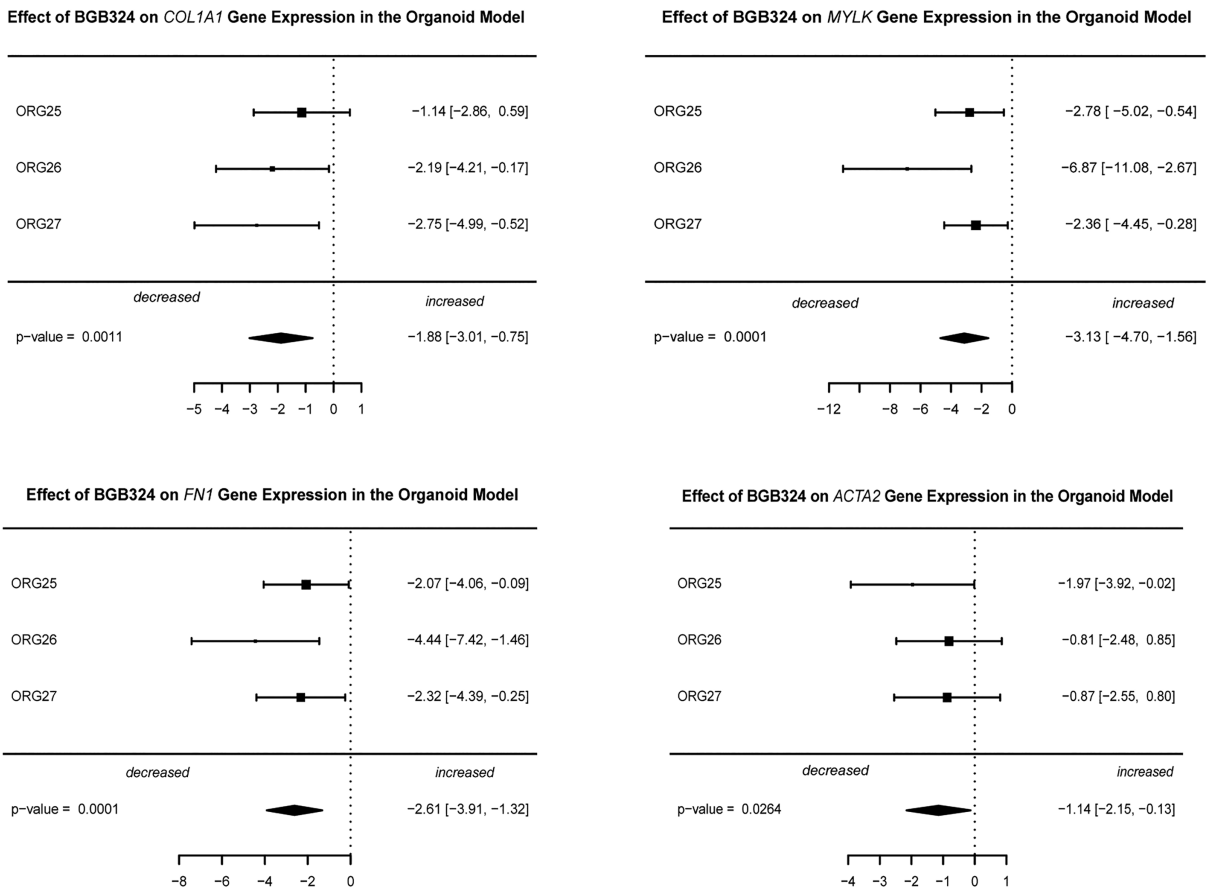 Effect of BGB324 on COL1A1 Gene Expression in the Organoid Model
ORG25 −1.14 [−2.86, 0.59]
ORG26 −2.19 [−4.21, −0.17]
ORG27 −2.75 [−4.99, −0.52]
decreased increased
p−value = 0.0011 −1.88 [−3.01, −0.75]
−5 −4 −3 −2 −1 0 1
Effect of BGB324 on MYLK Gene Expression in the Organoid Model
ORG25 −2.78 [ −5.02, −0.54]
ORG26 −6.87 [−11.08, −2.67]
ORG27 −2.36 [ −4.45, −0.28]
decreased increased
p−value = 0.0001 −3.13 [ −4.70, −1.56]
−12 −8 −6 −4 −2 0
Effect of BGB324 on FN1 Gene Expression in the Organoid Model
ORG25 −2.07 [−4.06, −0.09]
ORG26 −4.44 [−7.42, −1.46]
ORG27 −2.32 [−4.39, −0.25]
decreased increased
p−value = 0.0001 −2.61 [−3.91, −1.32]
−8 −6 −4 −2 0
Effect of BGB324 on ACTA2 Gene Expression in the Organoid Model
ORG25 −1.97 [−3.92, −0.02]
ORG26 −0.81 [−2.48, 0.85]
ORG27 −0.87 [−2.55, 0.80]
decreased increased
p−value = 0.0264 −1.14 [−2.15, −0.13]
−4 −3 −2 −1 0 1